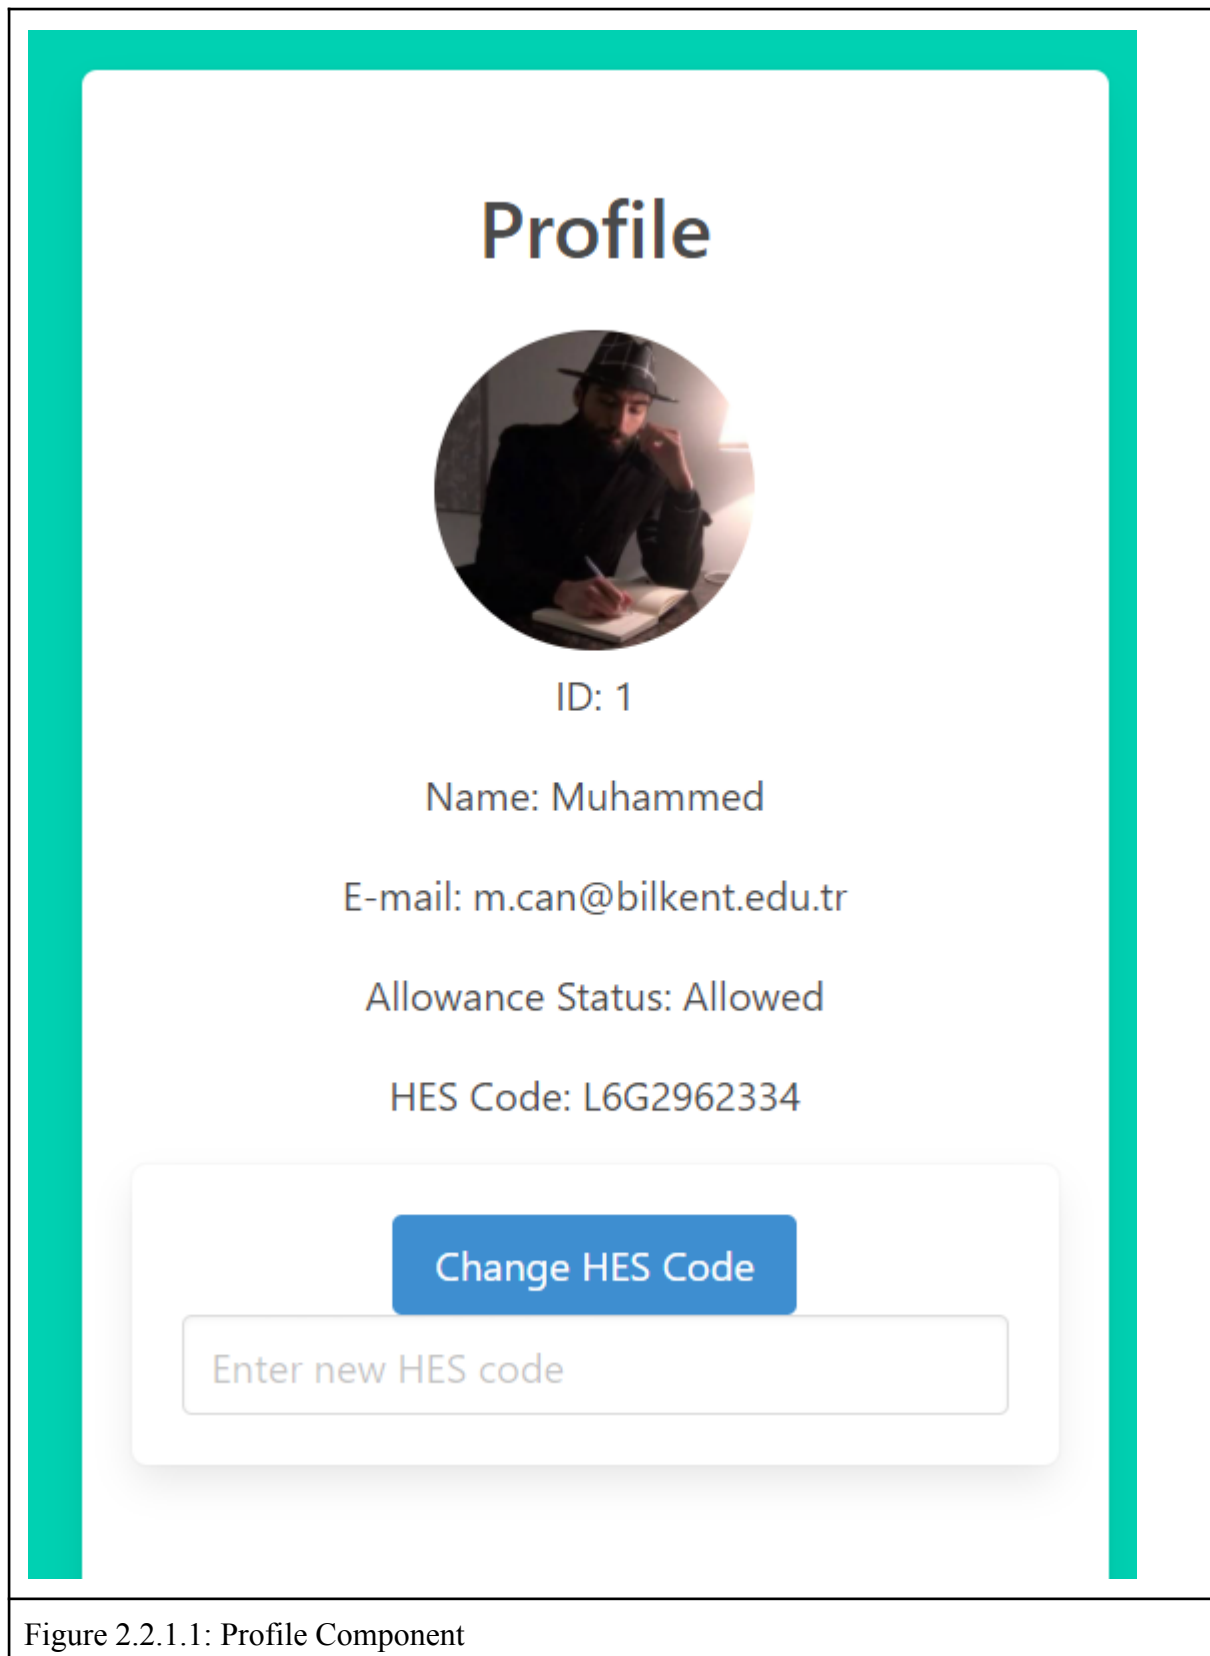 Profile
ID: 1
Name: Muhammed
E-mail: m.can@bilkent.edu.tr
Allowance Status: Allowed
HES Code: L6G2962334
Change HES Code
Enter new HES code
Figure 2.2.1.1: Profile Component